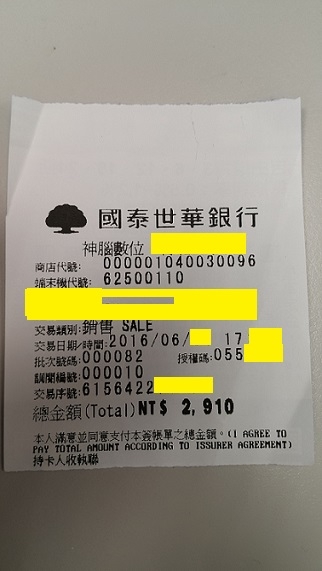 國泰世華銀行
神腦數位
商店代號: 000001040030096
端末機代號: 62500110
交易類別: 銷售 SALE
交易日期/時間: 2016/06/ 17
批次號碼: 000082 授權碼: 055
調閱編號: 000010
交易序號: 6156422
總金額(Total) NT$ 2,910
本人滿意並同意支付本簽帳單之總金額。(I AGREE TO
PAY TOTAL AMOUNT ACCORDING TO ISSUER AGREEMENT)
持卡人收執聯